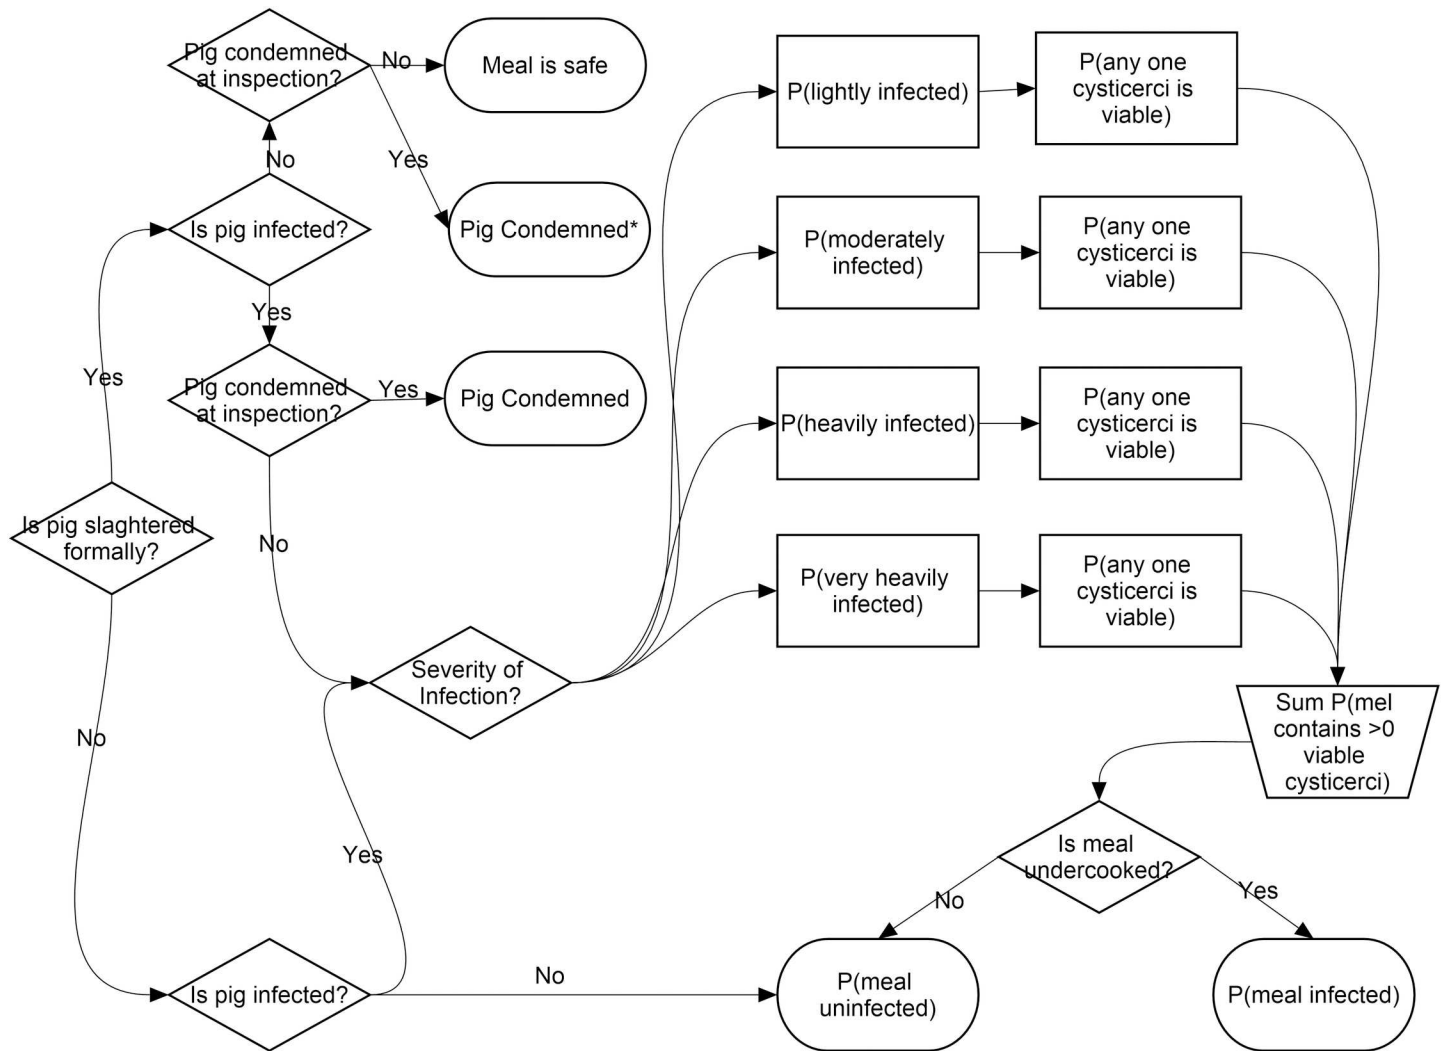 Pig condemned
at inspection?
No
Meal is safe
Yes
Pig Condemned*
No
Is pig infected?
Yes
Pig condemned
at inspection?
Yes
Pig Condemned
Yes
Is pig slaghtered
formally?
No
No
Severity of
Infection?
Yes
Is pig infected?
No
P(lightly infected)
P(any one
cysticerci is
viable)
P(moderately
infected)
P(any one
cysticerci is
viable)
P(heavily infected)
P(any one
cysticerci is
viable)
P(very heavily
infected)
P(any one
cysticerci is
viable)
Sum P(mel
contains >0
viable
cysticerci)
Is meal
undercooked?
No
Yes
P(meal
uninfected)
P(meal infected)